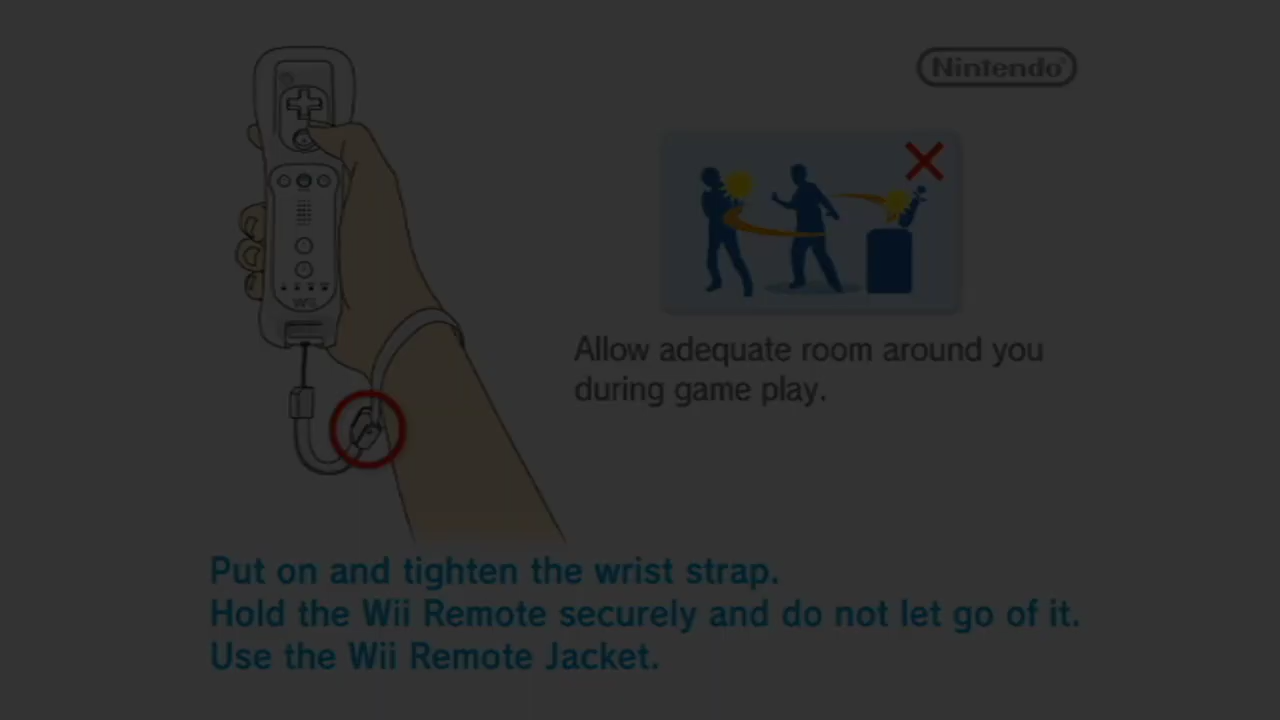 Nintendo®
Wii
Allow adequate room around you
during game play.
Put on and tighten the wrist strap.
Hold the Wii Remote securely and do not let go of it.
Use the Wii Remote Jacket.